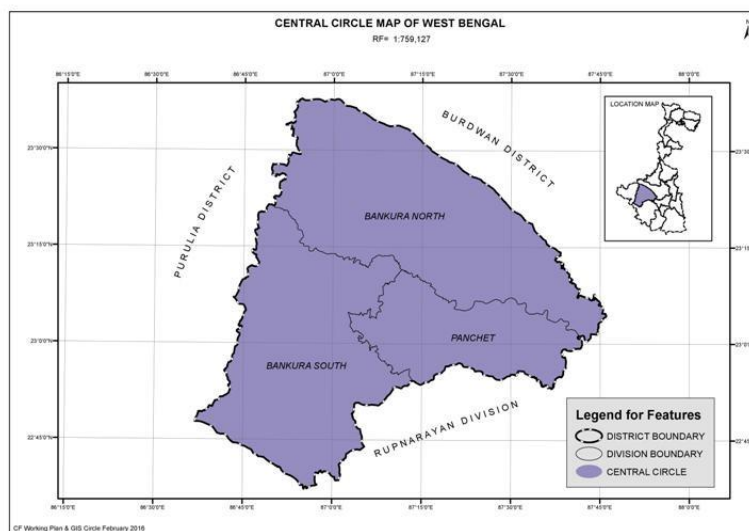 CENTRAL CIRCLE MAP OF WEST BENGAL
RF= 1:759,127
N
86°15'0"E 86°30'0"E 86°45'0"E 87°0'0"E 87°15'0"E 87°30'0"E 87°45'0"E 88°0'0"E
LOCATION MAP
BURDWAN DISTRICT
23°30'0"N
PURULIA DISTRICT
BANKURA NORTH
23°15'0"N
23°0'0"N
PANCHET
BANKURA SOUTH
RUPNARAYAN DIVISION
22°45'0"N
Legend for Features
DISTRICT BOUNDARY
DIVISION BOUNDARY
CENTRAL CIRCLE
86°15'0"E 86°30'0"E 86°45'0"E 87°0'0"E 87°15'0"E 87°30'0"E 87°45'0"E 88°0'0"E
CF Working Plan & GIS Circle February 2016